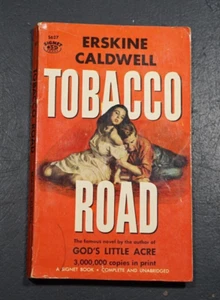 ERSKINE
CALDWELL
TOBACCO
ROAD
The famous novel by the author of
GOD'S LITTLE ACRE
3,000,000 copies in print
A SIGNET BOOK • COMPLETE AND UNABRIDGED